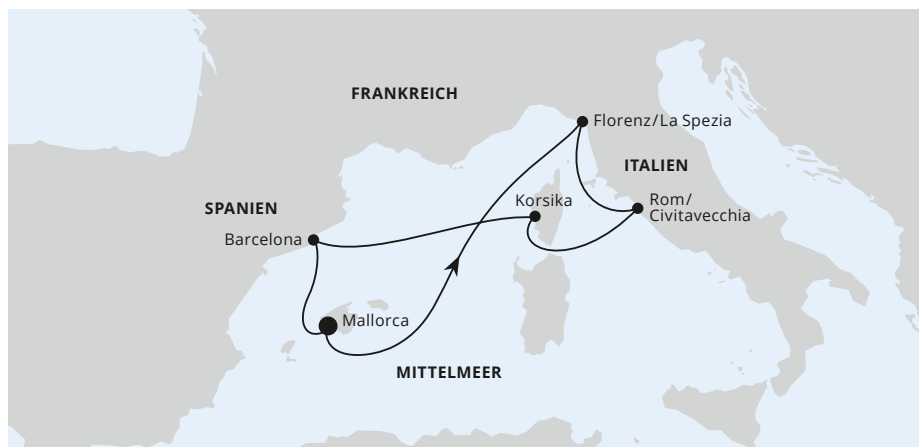 FRANKREICH
Florenz/La Spezia
ITALIEN
Korsika
Rom/
Civitavecchia
SPANIEN
Barcelona
Mallorca
MITTELMEER